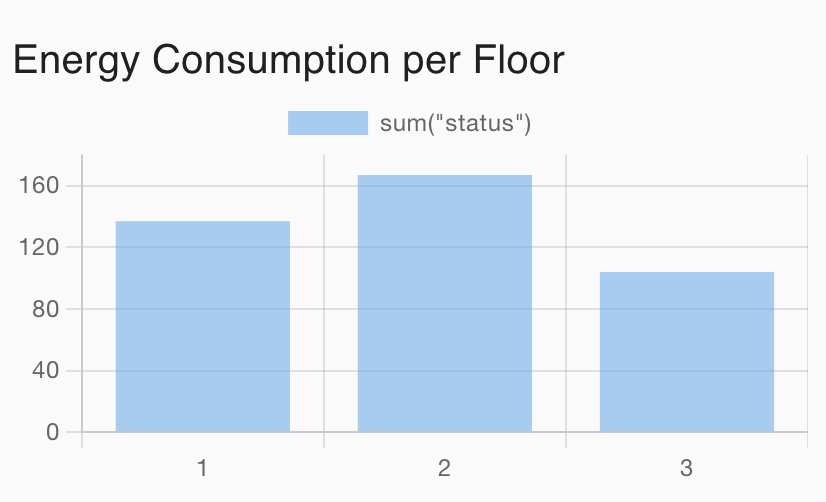 Energy Consumption per Floor
sum("status")
160
120
80
40
0
1 2 3